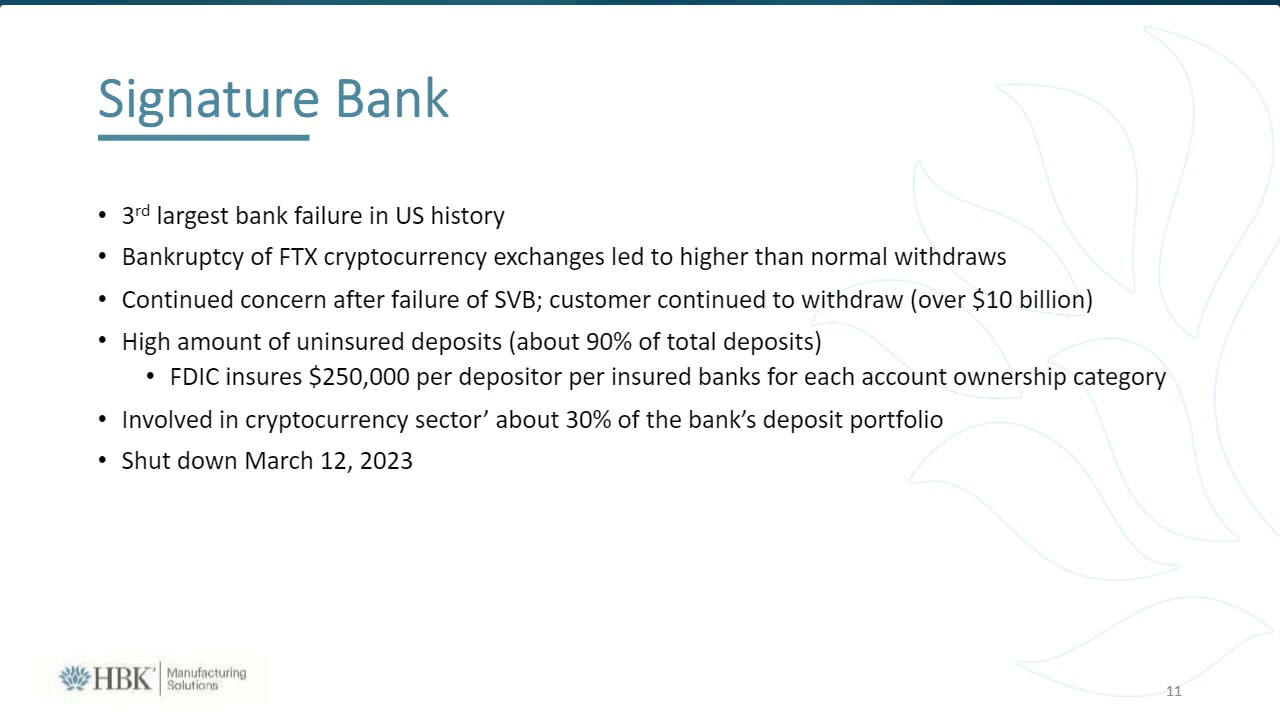 Signature Bank
• 3rd largest bank failure in US history
• Bankruptcy of FTX cryptocurrency exchanges led to higher than normal withdraws
• Continued concern after failure of SVB; customer continued to withdraw (over $10 billion)
• High amount of uninsured deposits (about 90% of total deposits)
• FDIC insures $250,000 per depositor per insured banks for each account ownership category
• Involved in cryptocurrency sector’ about 30% of the bank’s deposit portfolio
• Shut down March 12, 2023
HBK Manufacturing
Solutions
11